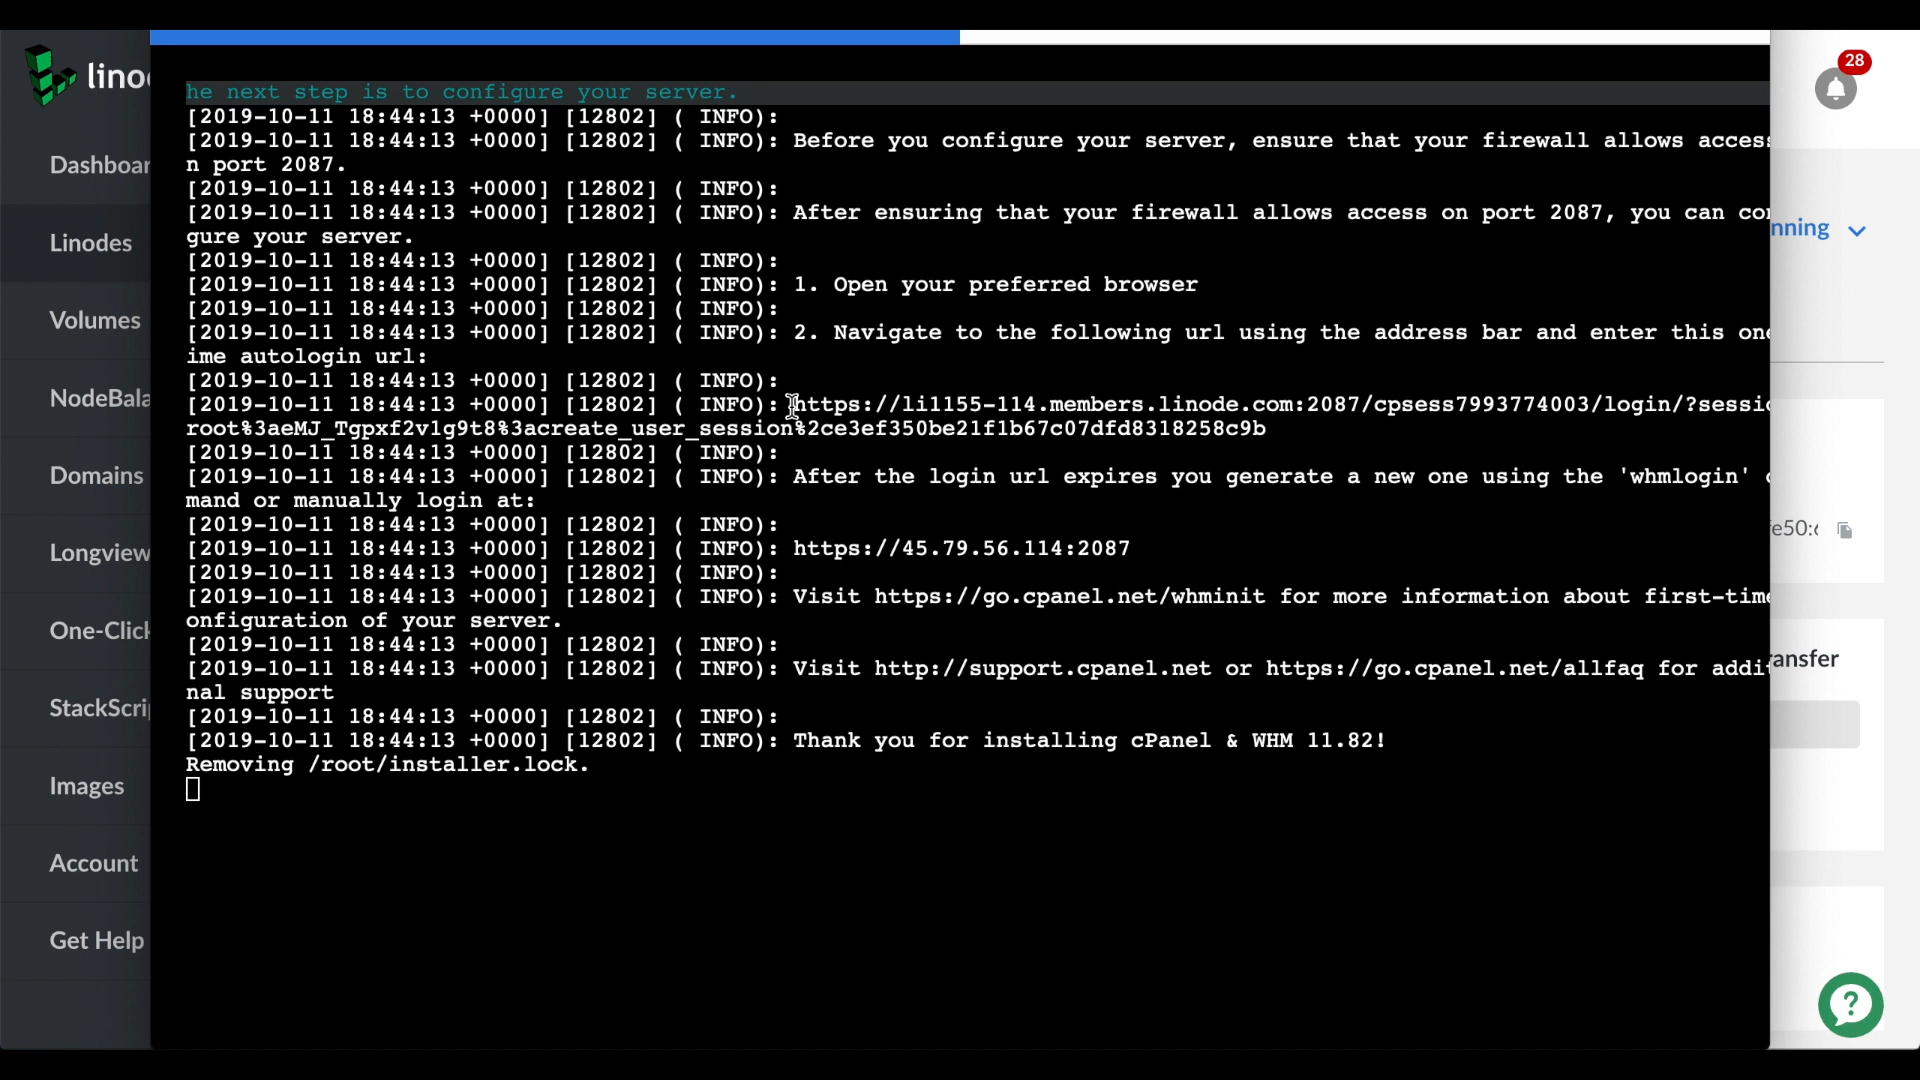 lino
28
Dashboar
Linodes
Volumes
NodeBala
Domains
Longview
One-Click
StackScri
Images
Account
Get Help
he next step is to configure your server.
[2019-10-11 18:44:13 +0000] [12802] ( INFO):
[2019-10-11 18:44:13 +0000] [12802] ( INFO): Before you configure your server, ensure that your firewall allows access
n port 2087.
[2019-10-11 18:44:13 +0000] [12802] ( INFO):
[2019-10-11 18:44:13 +0000] [12802] ( INFO): After ensuring that your firewall allows access on port 2087, you can con
gure your server.
[2019-10-11 18:44:13 +0000] [12802] ( INFO):
[2019-10-11 18:44:13 +0000] [12802] ( INFO): 1. Open your preferred browser
[2019-10-11 18:44:13 +0000] [12802] ( INFO):
[2019-10-11 18:44:13 +0000] [12802] ( INFO): 2. Navigate to the following url using the address bar and enter this one
ime autologin url:
[2019-10-11 18:44:13 +0000] [12802] ( INFO):
[2019-10-11 18:44:13 +0000] [12802] ( INFO): https://li1155-114.members.linode.com:2087/cpsess7993774003/login/?sessio
root%3aeMJ_Tgpxf2v1g9t8%3acreate_user_session%2ce3ef350be21f1b67c07dfd8318258c9b
[2019-10-11 18:44:13 +0000] [12802] ( INFO):
[2019-10-11 18:44:13 +0000] [12802] ( INFO): After the login url expires you generate a new one using the 'whmlogin' c
mand or manually login at:
[2019-10-11 18:44:13 +0000] [12802] ( INFO):
[2019-10-11 18:44:13 +0000] [12802] ( INFO): https://45.79.56.114:2087
[2019-10-11 18:44:13 +0000] [12802] ( INFO):
[2019-10-11 18:44:13 +0000] [12802] ( INFO): Visit https://go.cpanel.net/whminit for more information about first-time
onfiguration of your server.
[2019-10-11 18:44:13 +0000] [12802] ( INFO):
[2019-10-11 18:44:13 +0000] [12802] ( INFO): Visit http://support.cpanel.net or https://go.cpanel.net/allfaq for addit
nal support
[2019-10-11 18:44:13 +0000] [12802] ( INFO):
[2019-10-11 18:44:13 +0000] [12802] ( INFO): Thank you for installing cPanel & WHM 11.82!
Removing /root/installer.lock.
nning
e50:
ansfer
?